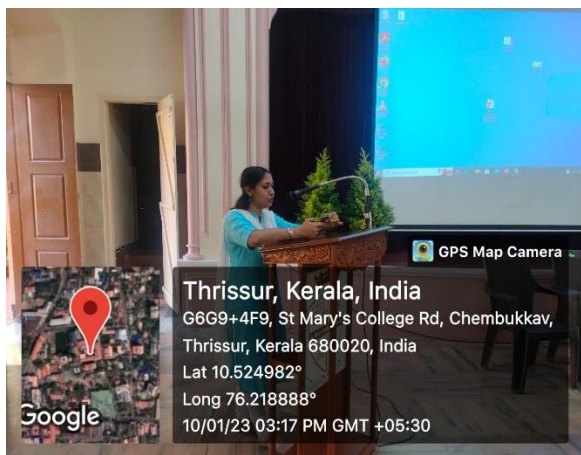 GPS Map Camera
Thrissur, Kerala, India
G6G9+4F9, St Mary's College Rd, Chembukkav,
Thrissur, Kerala 680020, India
Lat 10.524982°
Long 76.218888°
10/01/23 03:17 PM GMT +05:30
Google